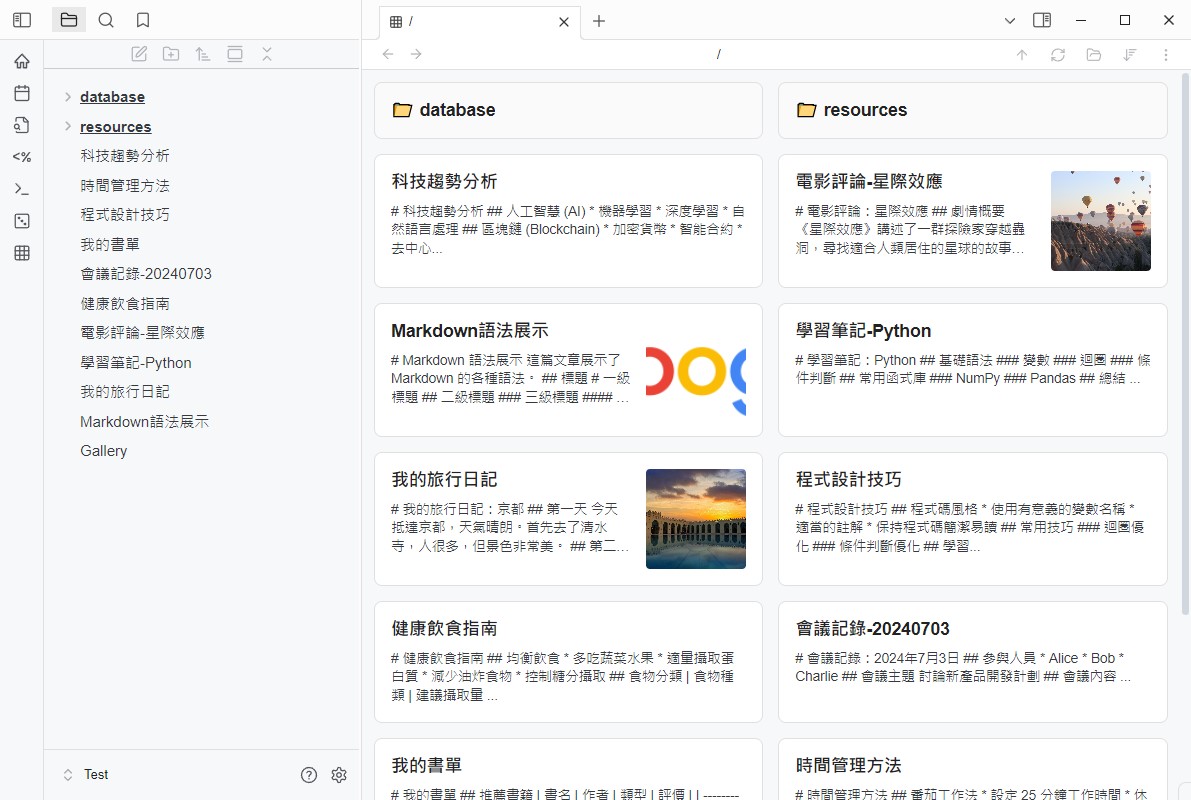 /
/
<%
database
resources
科技趨勢分析
時間管理方法
程式設計技巧
我的書單
會議記錄-20240703
健康飲食指南
電影評論-星際效應
學習筆記-Python
我的旅行日記
Markdown語法展示
Gallery
Test
database
resources
科技趨勢分析
# 科技趨勢分析 ## 人工智慧 (AI) * 機器學習 * 深度學習 * 自
然語言處理 ## 區塊鏈 (Blockchain) * 加密貨幣 * 智能合約 *
去中心...
電影評論-星際效應
# 電影評論：星際效應 ## 劇情概要
《星際效應》講述了一群探險家穿越蟲
洞，尋找適合人類居住的星球的故事…
Markdown語法展示
# Markdown 語法展示 這篇文章展示了
Markdown 的各種語法。 ## 標題 # 一級
標題 ## 二級標題 ### 三級標題 #### …
學習筆記-Python
# 學習筆記：Python ## 基礎語法 ### 變數 ### 迴圈 ### 條
件判斷 ## 常用函式庫 ### NumPy ### Pandas ## 總結 ...
我的旅行日記
# 我的旅行日記：京都 ## 第一天 今天
抵達京都，天氣晴朗。首先去了清水
寺，人很多，但景色非常美。 ## 第二…
程式設計技巧
# 程式設計技巧 ## 程式碼風格 * 使用有意義的變數名稱 *
適當的註解 * 保持程式碼簡潔易讀 ## 常用技巧 ### 迴圈優
化 ### 條件判斷優化 ## 學習...
健康飲食指南
# 健康飲食指南 ## 均衡飲食 * 多吃蔬菜水果 * 適量攝取蛋
白質 * 減少油炸食物 * 控制糖分攝取 ## 食物分類 | 食物種
類 | 建議攝取量 ...
會議記錄-20240703
# 會議記錄：2024年7月3日 ## 參與人員 * Alice * Bob *
Charlie ## 會議主題 討論新產品開發計劃 ## 會議內容 ...
我的書單
# 我的書單 ## 推薦書籍 | 書名 | 作者 | 類型 | 評價 | | --------
時間管理方法
# 時間管理方法 ## 番茄工作法 * 設定 25 分鐘工作時間 * 休